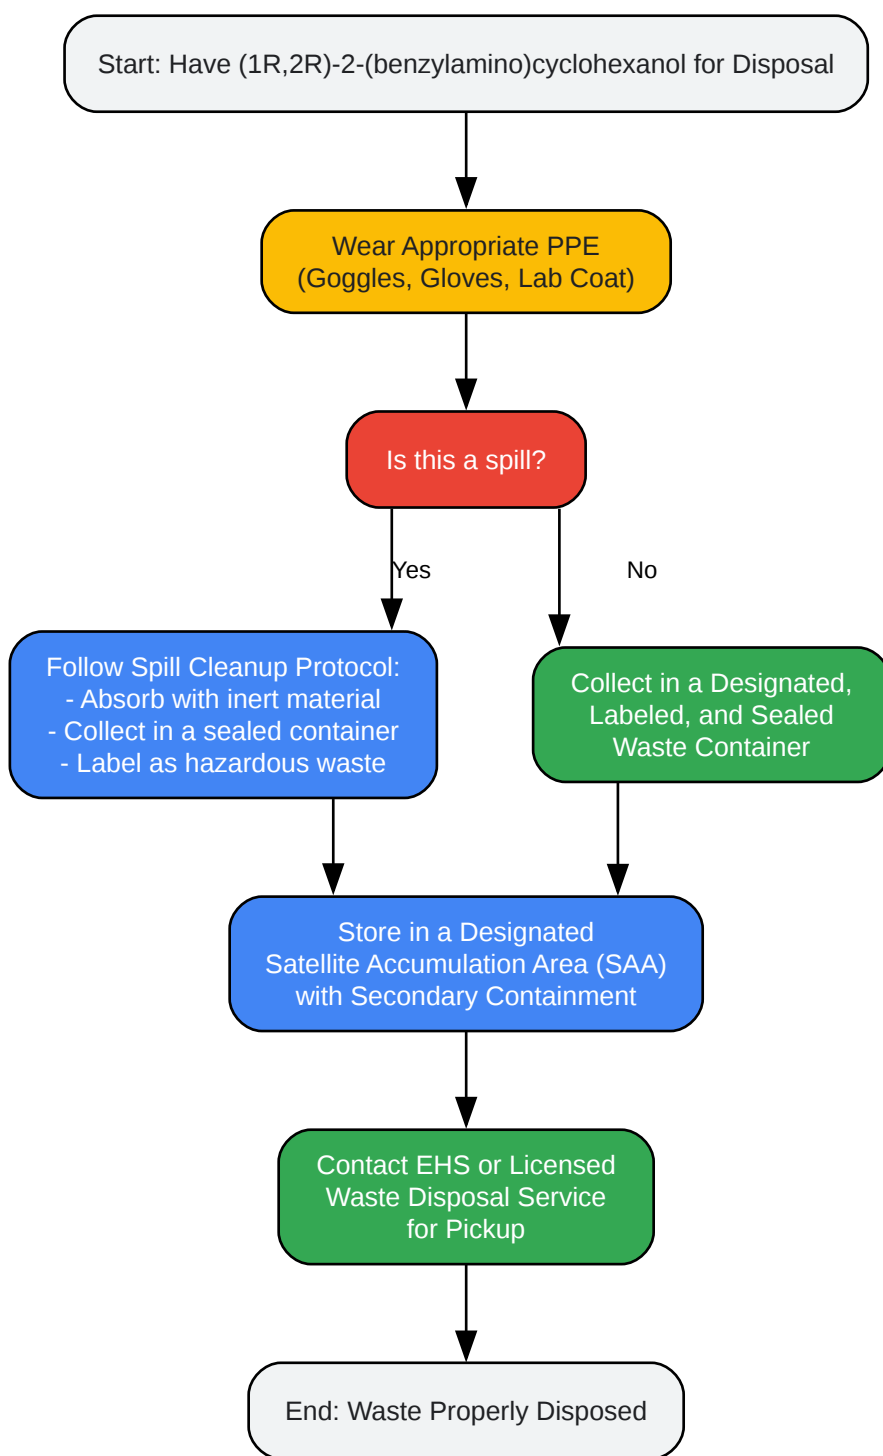 Start: Have (1R,2R)-2-(benzylamino)cyclohexanol for Disposal
Wear Appropriate PPE
(Goggles, Gloves, Lab Coat)
Is this a spill?
Yes
No
Follow Spill Cleanup Protocol:
- Absorb with inert material
- Collect in a sealed container
- Label as hazardous waste
Collect in a Designated,
Labeled, and Sealed
Waste Container
Store in a Designated
Satellite Accumulation Area (SAA)
with Secondary Containment
Contact EHS or Licensed
Waste Disposal Service
for Pickup
End: Waste Properly Disposed